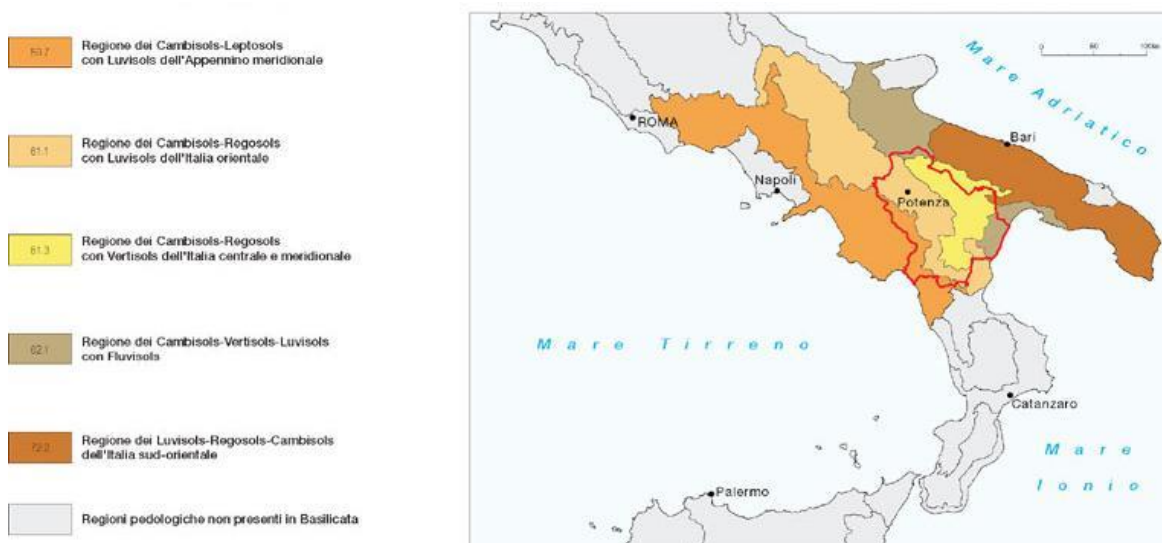 59.7
Regione dei Cambisols-Leptosols
con Luvisols dell'Appennino meridionale
61.1
Regione dei Cambisols-Regosols
con Luvisols dell'Italia orientale
61.3
Regione dei Cambisols-Regosols
con Vertisols dell'Italia centrale e meridionale
62.1
Regione dei Cambisols-Vertisols-Luvisols
con Fluvisols
72.2
Regione dei Luvisols-Regosols-Cambisols
dell'Italia sud-orientale
Regioni pedologiche non presenti in Basilicata
Mare Adriatico
0 50 100km
ROMA
Bari
Napoli
Potenza
Mare Tirreno
Catanzaro
Mare
Ionio
Palermo